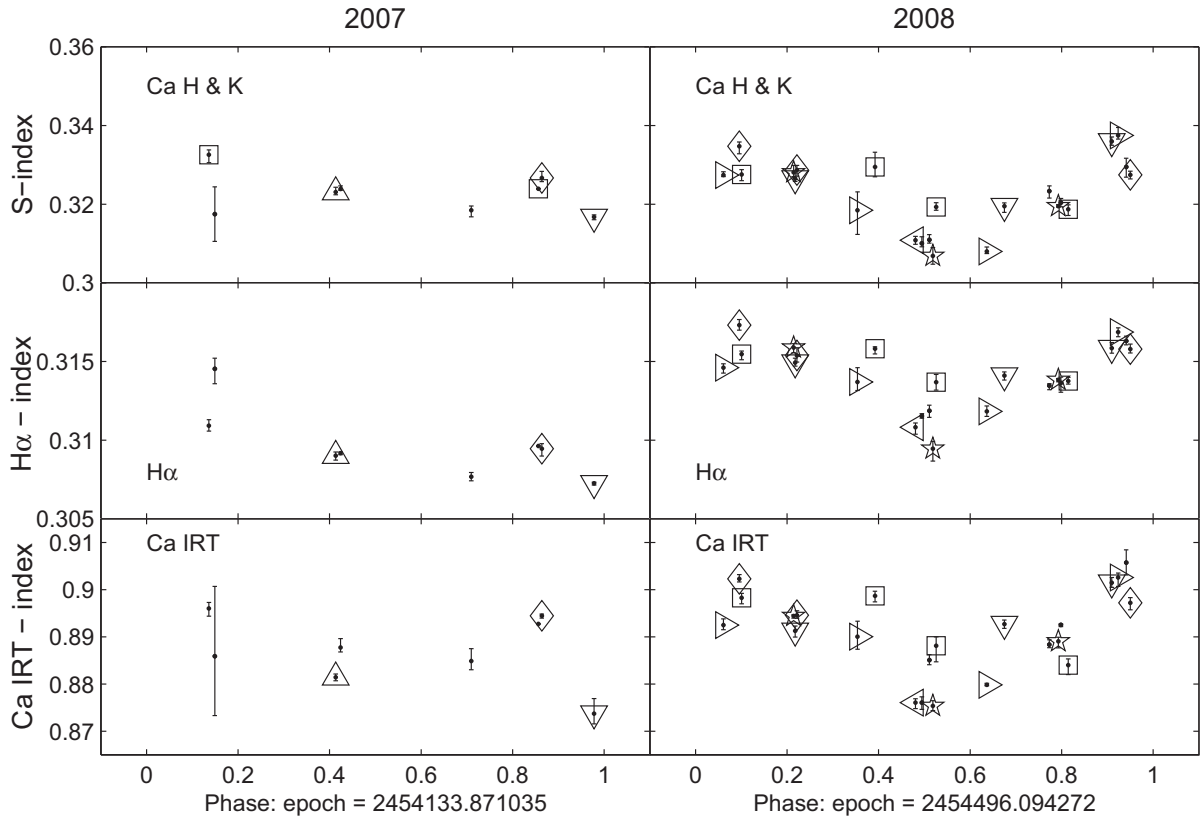 2007 2008
0.36
0.34
0.32
0.3
S−index
Ca H & K
Ca H & K
0.315
0.31
0.305
Hα − index
Hα
Hα
0.91
0.9
0.89
0.88
0.87
Ca IRT − index
Ca IRT
Ca IRT
0 0.2 0.4 0.6 0.8 1 0 0.2 0.4 0.6 0.8 1
Phase: epoch = 2454133.871035 Phase: epoch = 2454496.094272